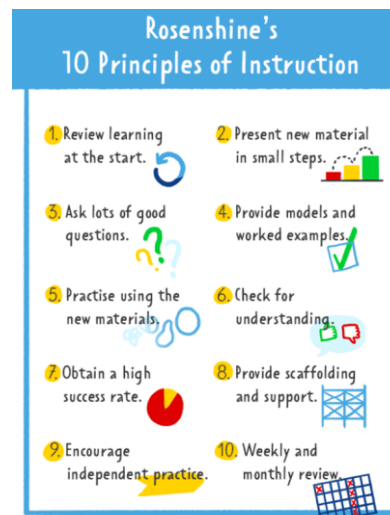 Rosenshine's
10 Principles of Instruction
1. Review learning
at the start.
2. Present new material
in small steps.
3. Ask lots of good
questions.
4. Provide models and
worked examples.
5. Practise using the
new materials.
6. Check for
understanding.
7. Obtain a high
success rate.
8. Provide scaffolding
and support.
9. Encourage
independent practice.
10. Weekly and
monthly review.